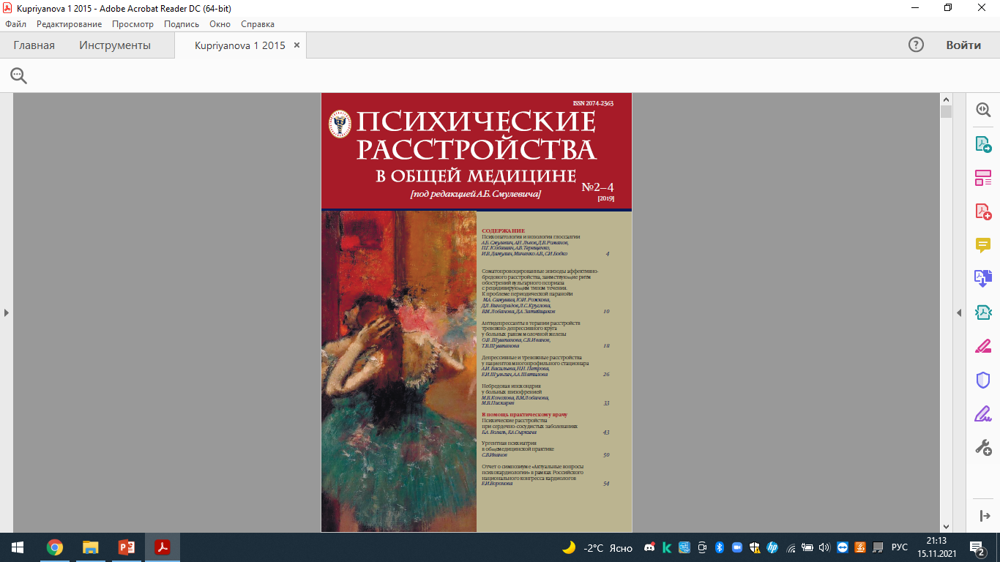 Kupriyanova 1 2015 - Adobe Acrobat Reader DC (64-bit)
Файл Редактирование Просмотр Подпись Окно Справка
Главная Инструменты Kupriyanova 1 2015 × Войти
ISSN 2074-2363
ПСИХИЧЕСКИЕ
РАССТРОЙСТВА
В ОБЩЕЙ МЕДИЦИНЕ
№2–4
[под редакцией А.Б. Смулевича]
[2019]
СОДЕРЖАНИЕ
Психопатология и нозология глоссалгии
А.Б. Смулевич, А.Н. Львов, Д.В. Романов,
П.Г. Юзбашян, А.В. Терещенко,
И.В. Дамулин, Миченко А.В., С.И. Бобко 4
Соматопровоцированные эпизоды аффективно-
бредового расстройства, заимствующие ритм
обострений вульгарного псориаза
с рецидивирующим типом течения.
К проблеме периодической паранойи
М.А. Самушия, Ю.И. Рожкова,
Д.Л. Виноградов, Л.С. Круглова,
В.М. Лобанова, Д.А. Затейщиков 10
Антидепрессанты в терапии расстройств
тревожно-депрессивного круга
у больных раком молочной железы
О.В. Шушпанова, С.В. Иванов,
Т.В. Шушпанова 18
Депрессивные и тревожные расстройства
у пациентов многопрофильного стационара
А.И. Васильева, Н.Н. Петрова,
Е.И. Шульгин, А.А. Шатилова 26
Небредовая ипохондрия
у больных шизофренией
М.В. Конохова, В.М. Лобанова,
М.В. Пискарев 33
В помощь практическому врачу
Психические расстройства
при сердечно-сосудистых заболеваниях
Б.А. Волель, Е.А. Сыркина 43
Ургентная психиатрия
в общемедицинской практике
С.В. Иванов 50
Отчет о симпозиуме «Актуальные вопросы
психокардиологии» в рамках Российского
национального конгресса кардиологов
Е.И. Воронова 54
-2°C Ясно РУС 21:13
15.11.2021 2